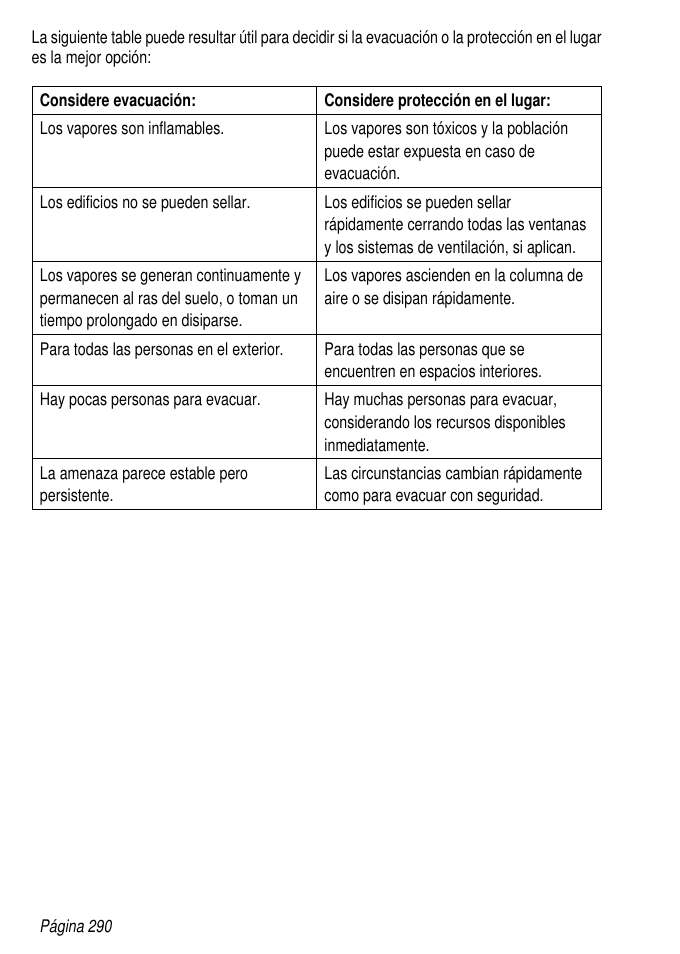 La siguiente table puede resultar útil para decidir si la evacuación o la protección en el lugar
es la mejor opción:
Considere evacuación:
Considere protección en el lugar:
Los vapores son inflamables.
Los vapores son tóxicos y la población
puede estar expuesta en caso de
evacuación.
Los edificios no se pueden sellar.
Los edificios se pueden sellar
rápidamente cerrando todas las ventanas
y los sistemas de ventilación, si aplican.
Los vapores se generan continuamente y
permanecen al ras del suelo, o toman un
tiempo prolongado en disiparse.
Los vapores ascienden en la columna de
aire o se disipan rápidamente.
Para todas las personas en el exterior.
Para todas las personas que se
encuentren en espacios interiores.
Hay pocas personas para evacuar.
Hay muchas personas para evacuar,
considerando los recursos disponibles
inmediatamente.
La amenaza parece estable pero
persistente.
Las circunstancias cambian rápidamente
como para evacuar con seguridad.
Página 290